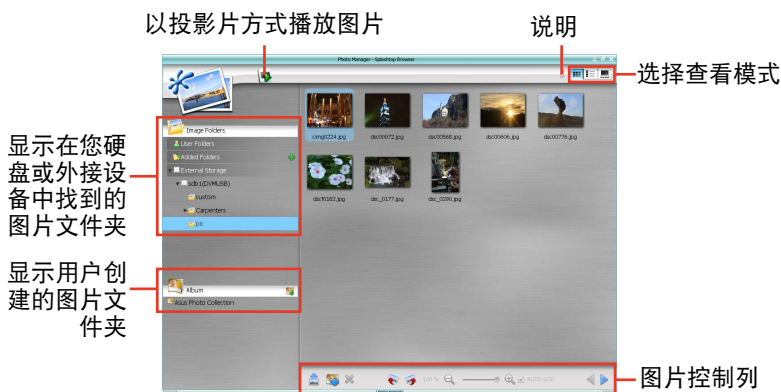 以投影片方式播放图片
说明
Photo Manager - Splashtop Browser
选择查看模式
Image Folders
User Folders
Added Folders
External Storage
sdb1(DVMUSB)
custom
Carpenters
pic
cimg0224.jpg
dsc00072.jpg
dsc00568.jpg
dsc00606.jpg
dsc00776.jpg
dscf0162.jpg
dsc_0177.jpg
dsc_0290.jpg
显示在您硬
盘或外接设
备中找到的
图片文件夹
Album
Asus Photo Collection
显示用户创
建的图片文
件夹
100 %
AUTO SIZE
图片控制列